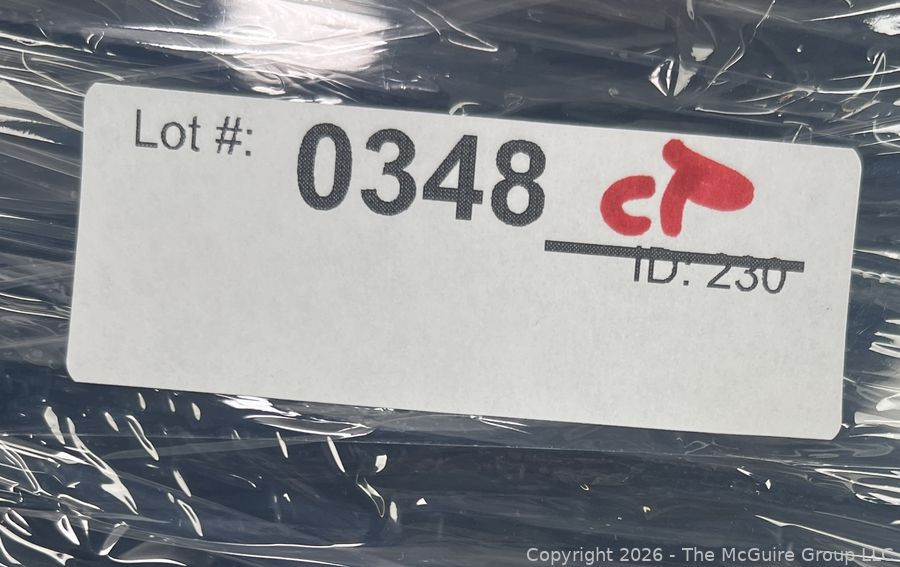 Lot #: 0348 CP
ID: 230
Copyright 2026 - The McGuire Group LLC